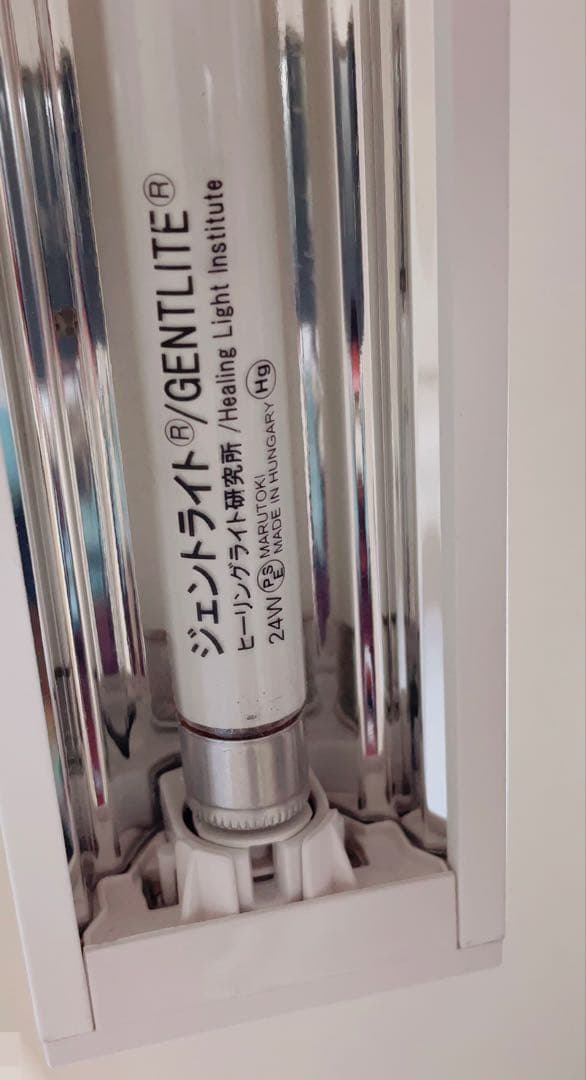 ジェントライト®/GENTLITE®
ヒーリングライト研究所 /Healing Light Institute
24W PSE MARUTOKI
MADE IN HUNGARY Hg